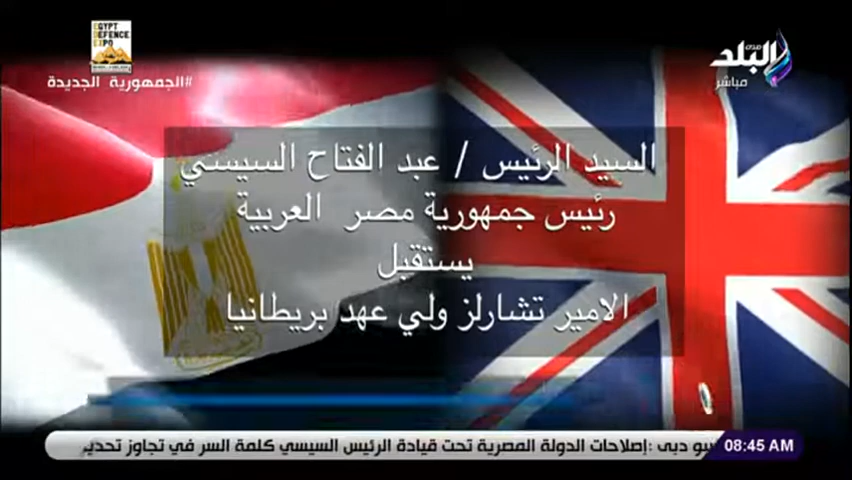 EGYPT
DEFENCE
EXPO
#الجمهورية الجديدة
صدى
البلد
مباشر
السيد الرئيس / عبد الفتاح السيسي
رئيس جمهورية مصر العربية
يستقبل
الامير تشارلز ولي عهد بريطانيا
دبى :إصلاحات الدولة المصرية تحت قيادة الرئيس السيسي كلمة السر في تجاوز
08:45 AM